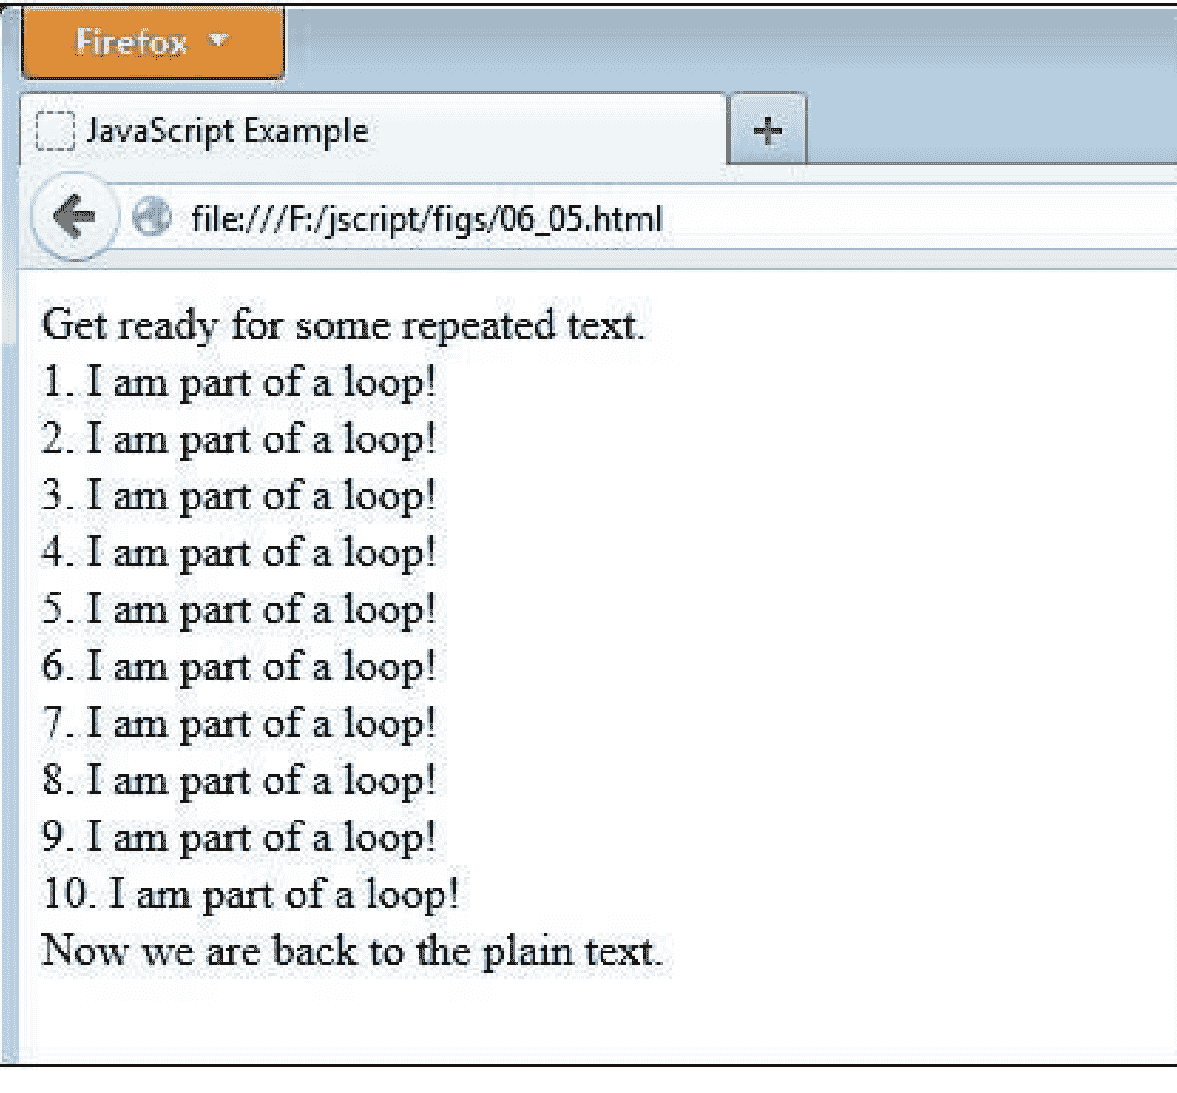 Firefox
JavaScript Example
file:///F:/jscript/figs/06_05.html
Get ready for some repeated text.
1. I am part of a loop!
2. I am part of a loop!
3. I am part of a loop!
4. I am part of a loop!
5. I am part of a loop!
6. I am part of a loop!
7. I am part of a loop!
8. I am part of a loop!
9. I am part of a loop!
10. I am part of a loop!
Now we are back to the plain text.